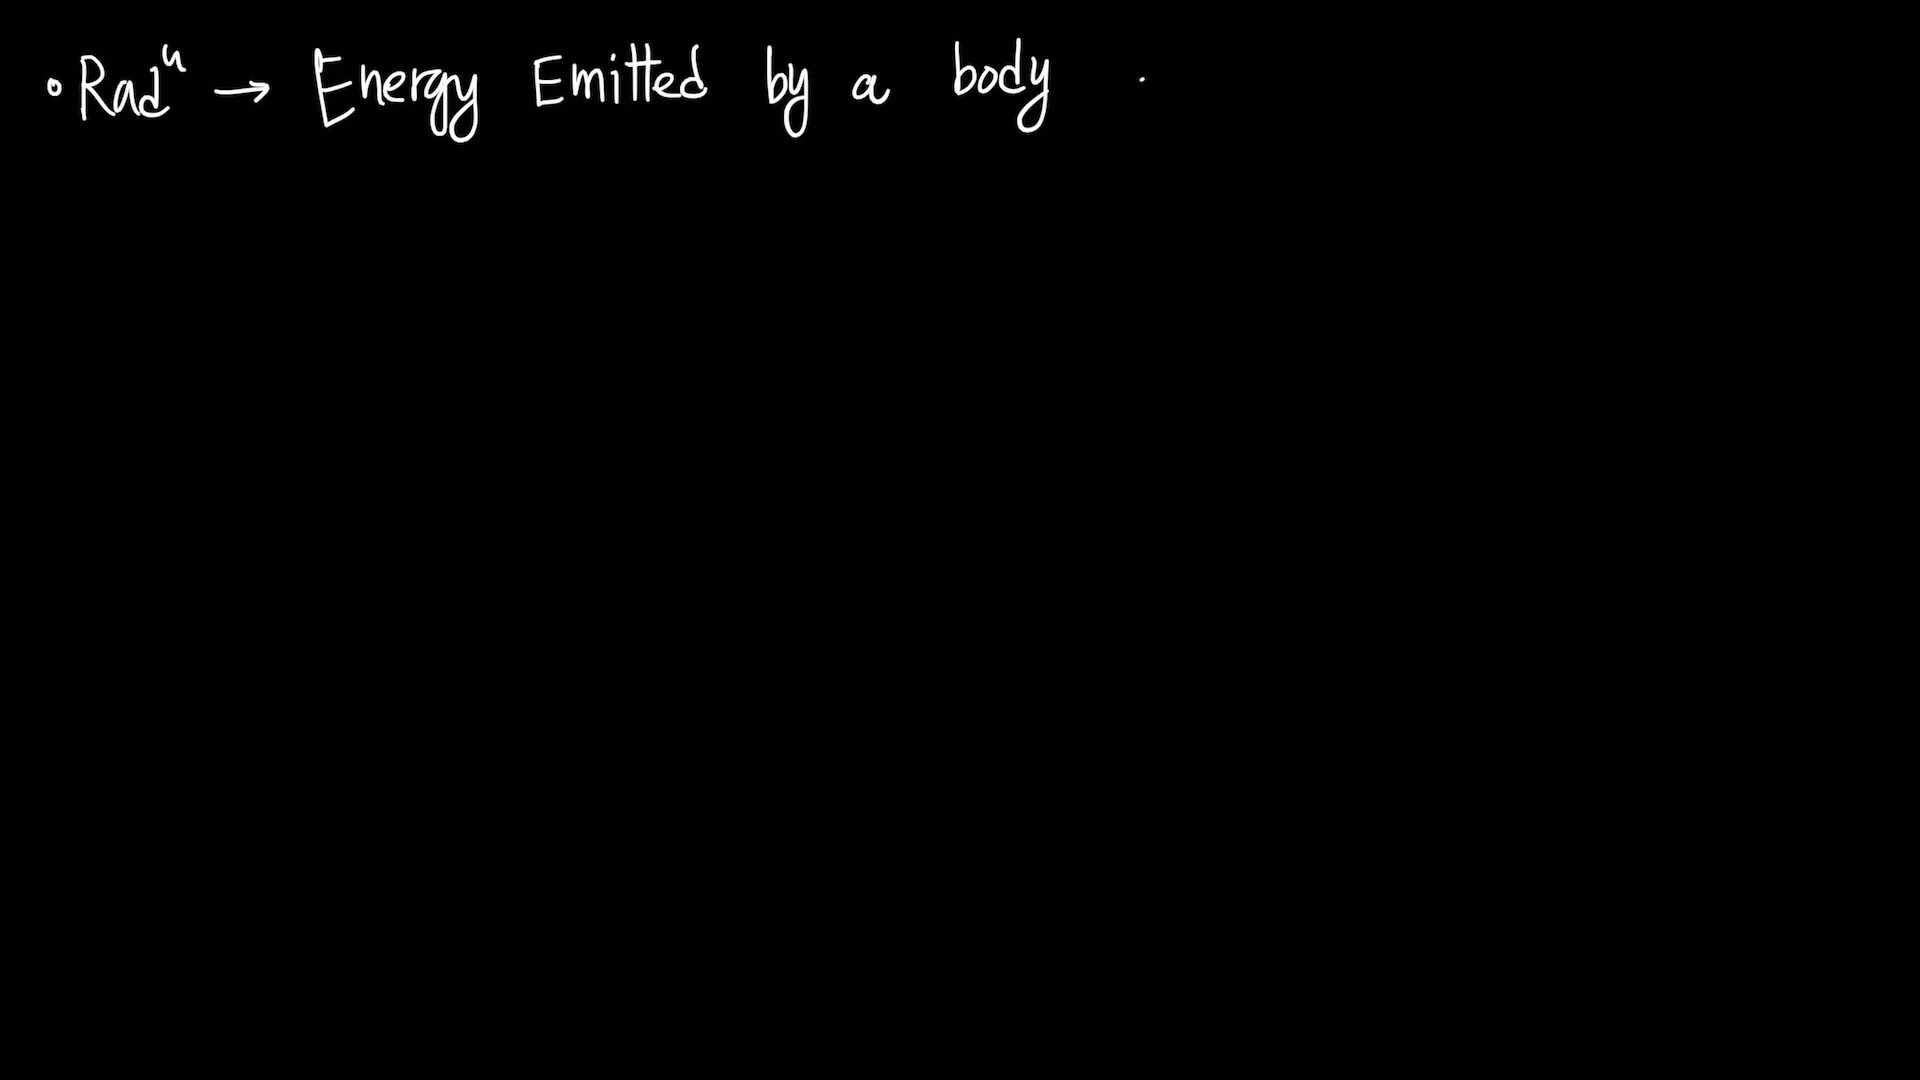 • Radⁿ → Energy Emitted by a body .